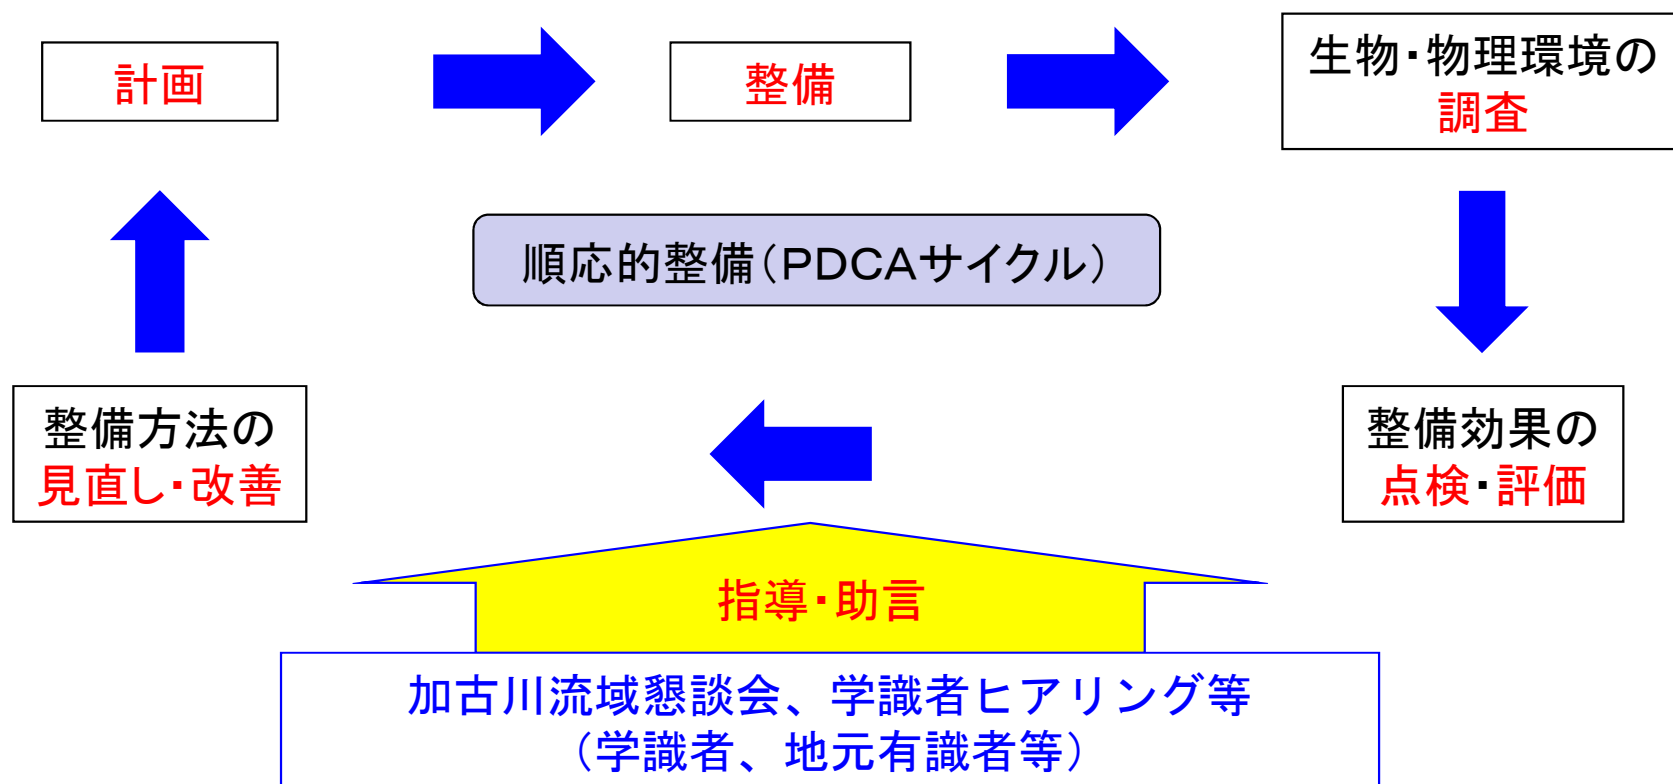 計画
整備
生物・物理環境の
調査
順応的整備（PDCAサイクル）
整備方法の
見直し・改善
整備効果の
点検・評価
指導・助言
加古川流域懇談会、学識者ヒアリング等
（学識者、地元有識者等）